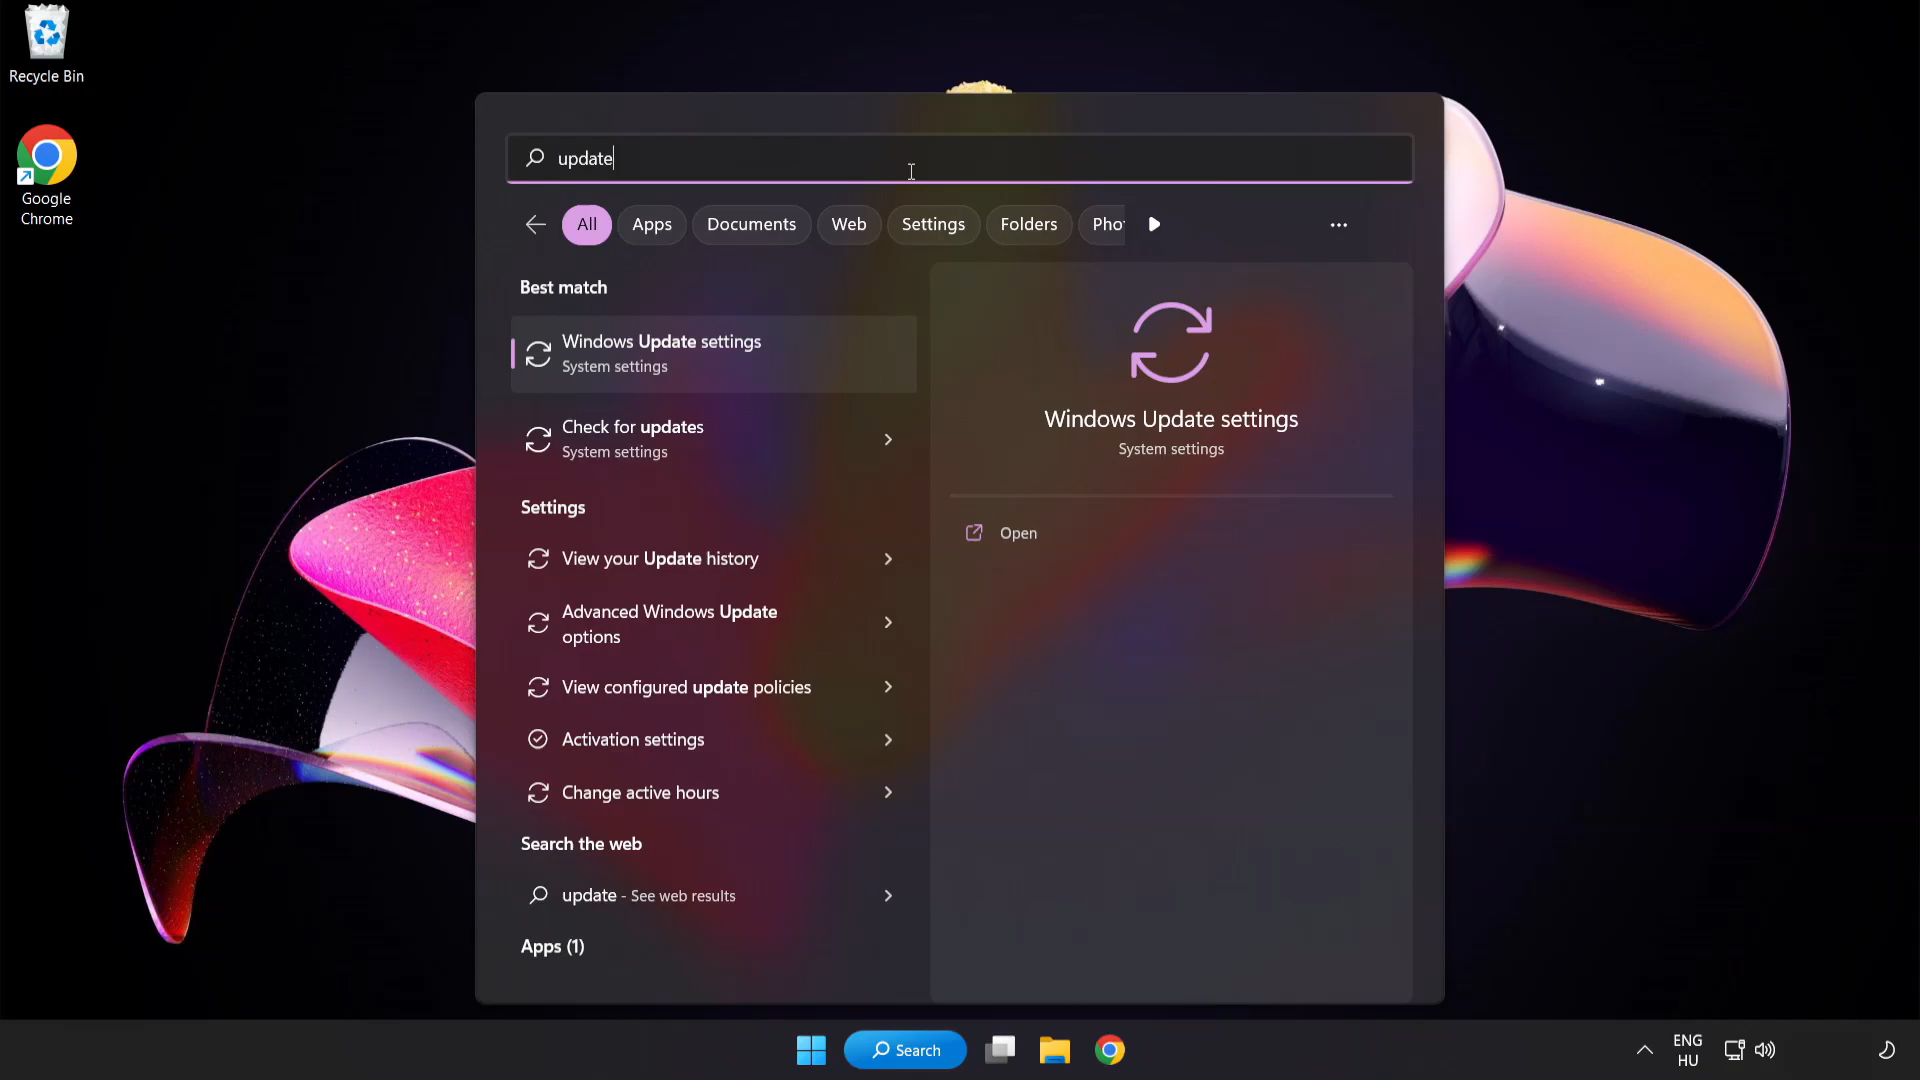 Recycle Bin
Google
Chrome
update
All
Apps
Documents
Web
Settings
Folders
Pho
Best match
Windows Update settings
System settings
Check for updates
System settings
Settings
View your Update history
Advanced Windows Update
options
View configured update policies
Activation settings
Change active hours
Search the web
update - See web results
Apps (1)
Windows Update settings
System settings
Open
Search
ENG
HU